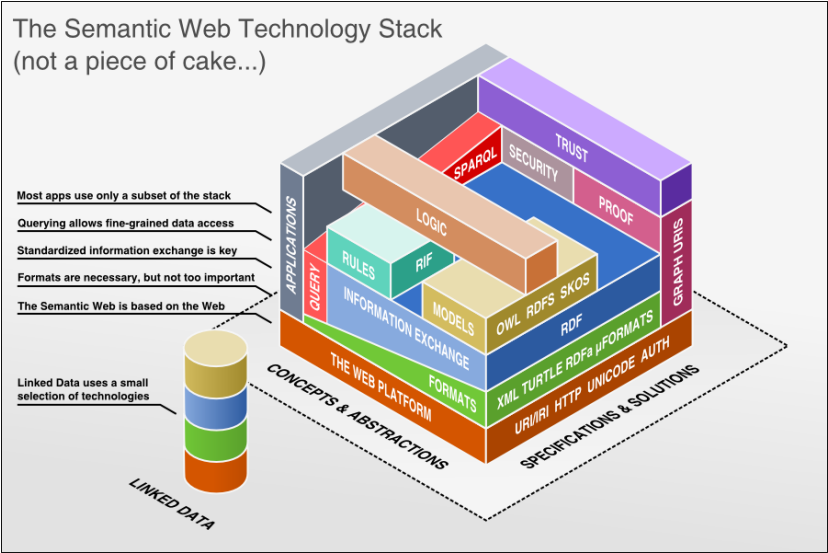 The Semantic Web Technology Stack
(not a piece of cake...)
Most apps use only a subset of the stack
Querying allows fine-grained data access
Standardized information exchange is key
Formats are necessary, but not too important
The Semantic Web is based on the Web
Linked Data uses a small
selection of technologies
LINKED DATA
APPLICATIONS
TRUST
SPARQL
SECURITY
PROOF
LOGIC
GRAPH URIS
RULES
RIF
QUERY
MODELS
OWL RDFS SKOS
INFORMATION EXCHANGE
RDF
FORMATS
XML TURTLE RDFa µFORMATS
THE WEB PLATFORM
URI/IRI HTTP UNICODE AUTH
CONCEPTS & ABSTRACTIONS
SPECIFICATIONS & SOLUTIONS